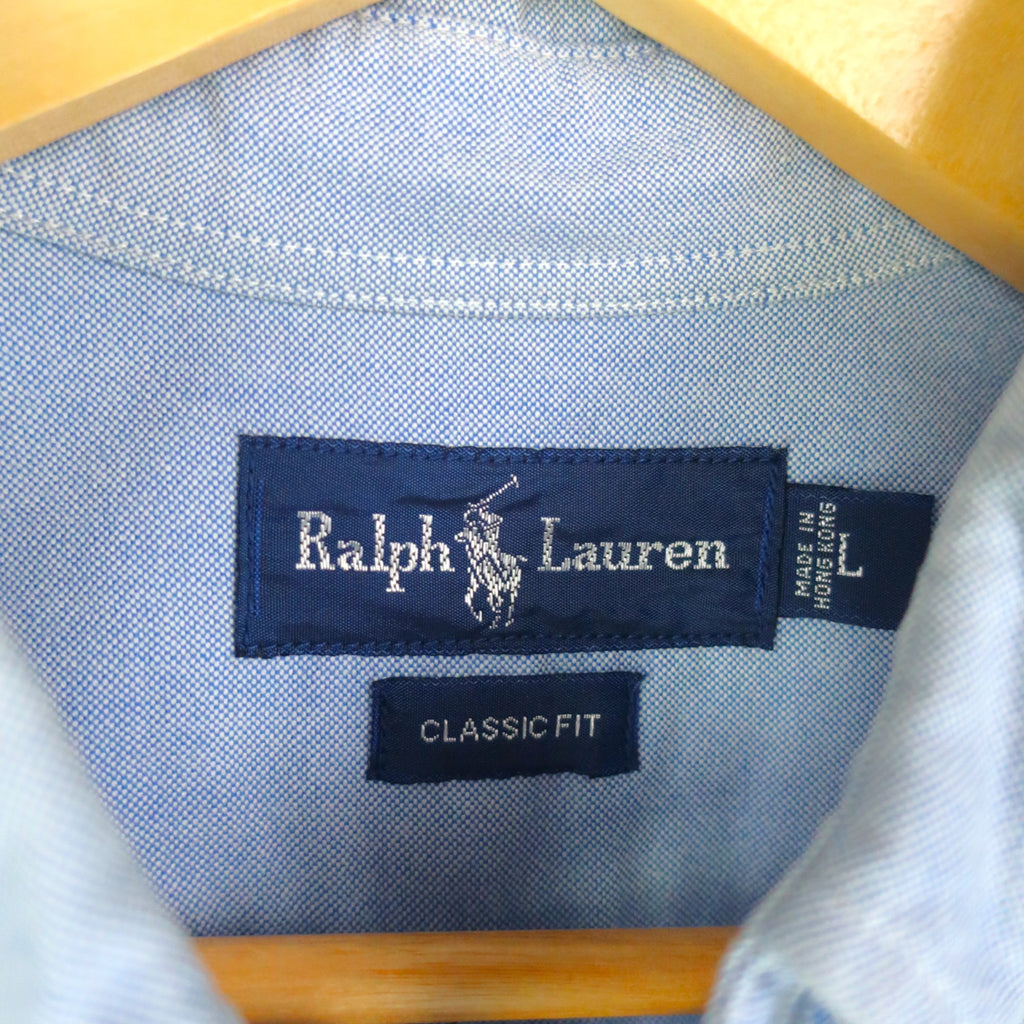 Ralph Lauren
MADE IN
HONG KONG
L
CLASSIC FIT